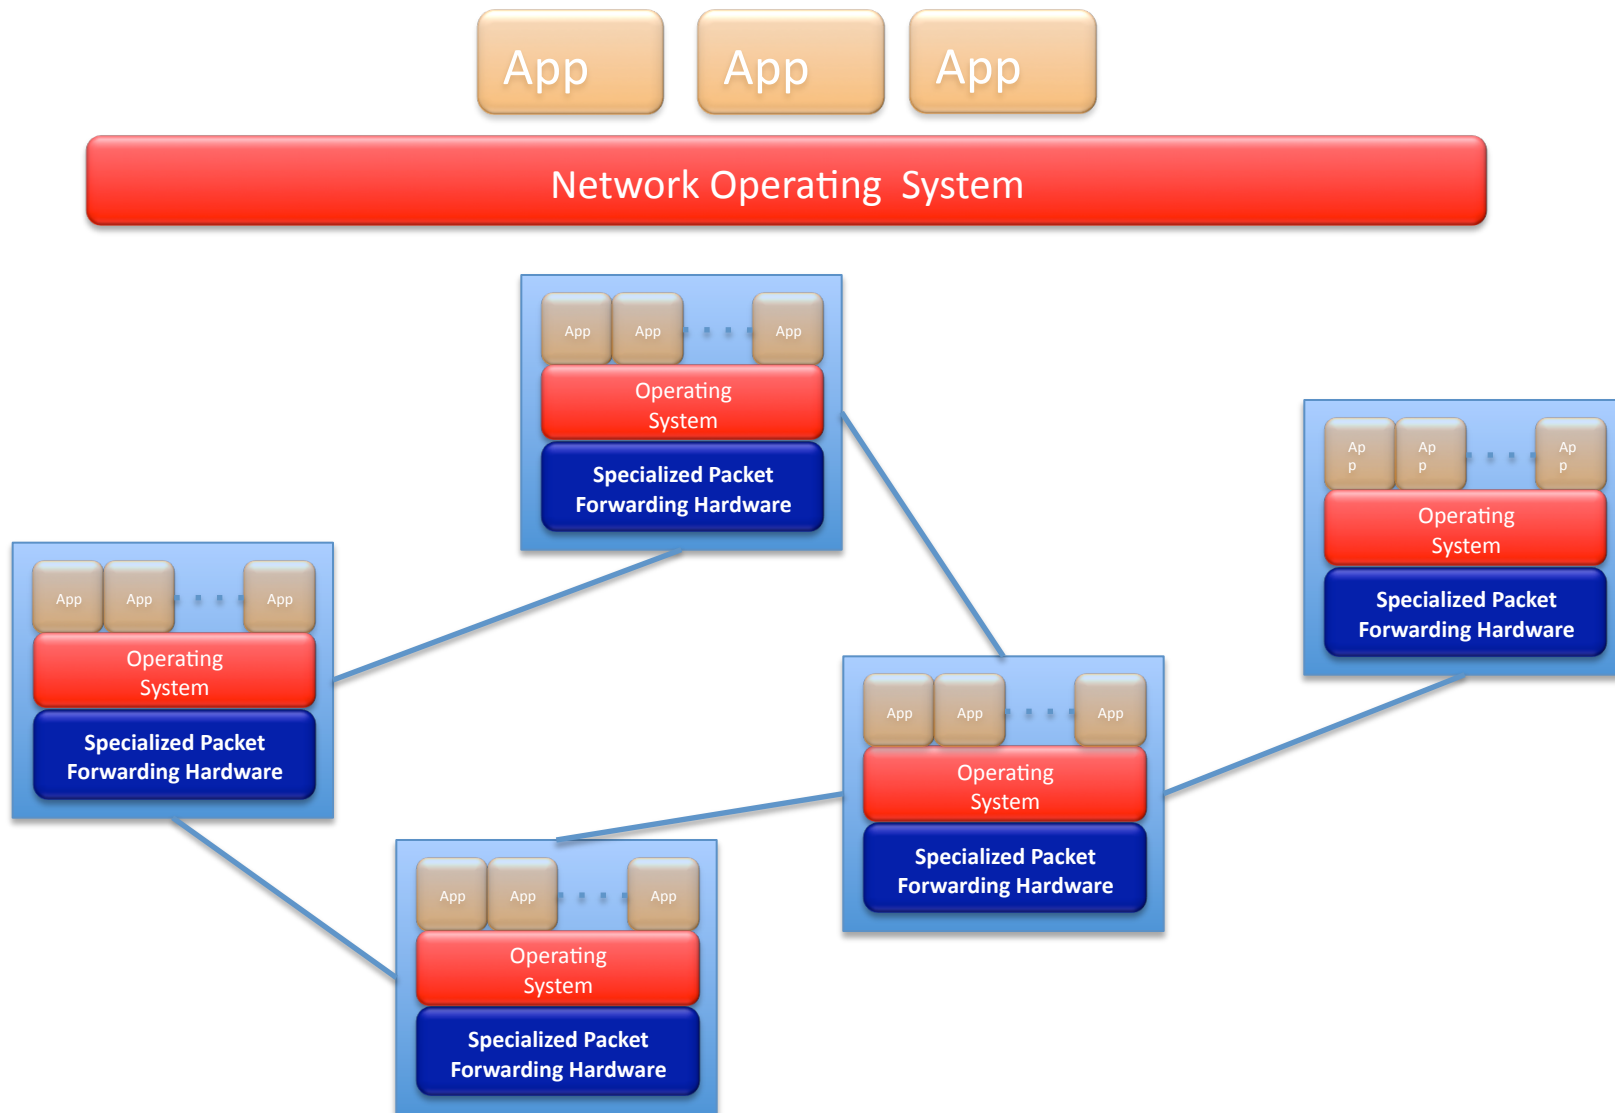 App App App
Network Operating System
App App App
Operating
System
Specialized Packet
Forwarding Hardware
Ap Ap Ap
p p p
Operating
System
Specialized Packet
Forwarding Hardware
App App App
Operating
System
Specialized Packet
Forwarding Hardware
App App App
Operating
System
Specialized Packet
Forwarding Hardware
App App App
Operating
System
Specialized Packet
Forwarding Hardware